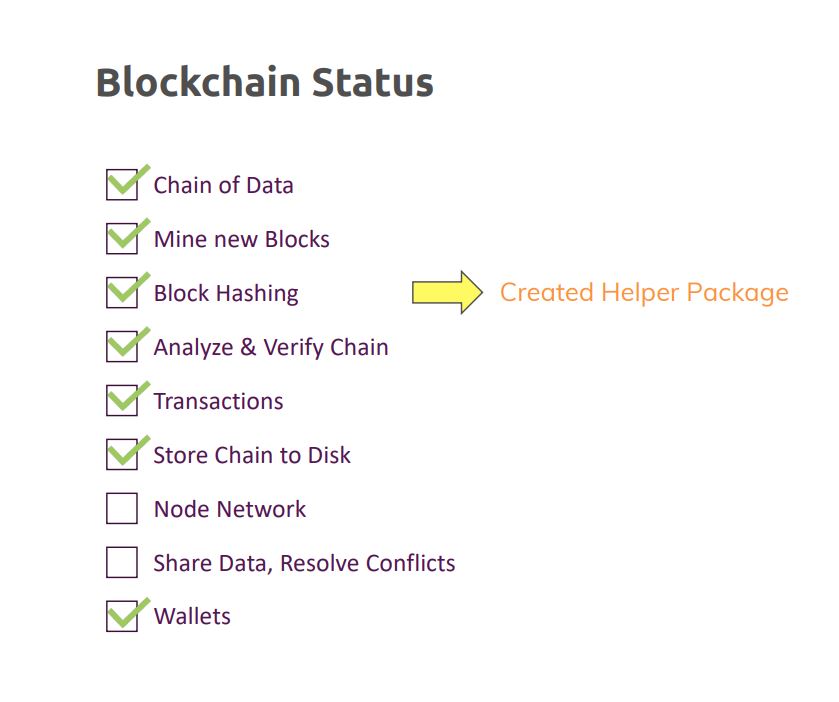 Blockchain Status
Chain of Data
Mine new Blocks
Block Hashing
Created Helper Package
Analyze & Verify Chain
Transactions
Store Chain to Disk
Node Network
Share Data, Resolve Conflicts
Wallets